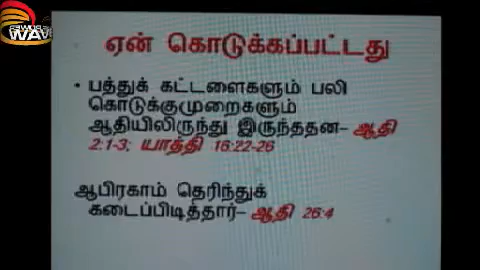 WAVE
ஏன் கொடுக்கப்பட்டது
• பத்துக் கட்டளைகளும் பலி
கொடுக்குமுறைகளும்
ஆதியிலிருந்து இருந்ததன– ஆதி
2:1-3; யாத்தி 16:22-26
ஆபிரகாம் தெரிந்துக்
கடைப்பிடித்தார்– ஆதி 26:4